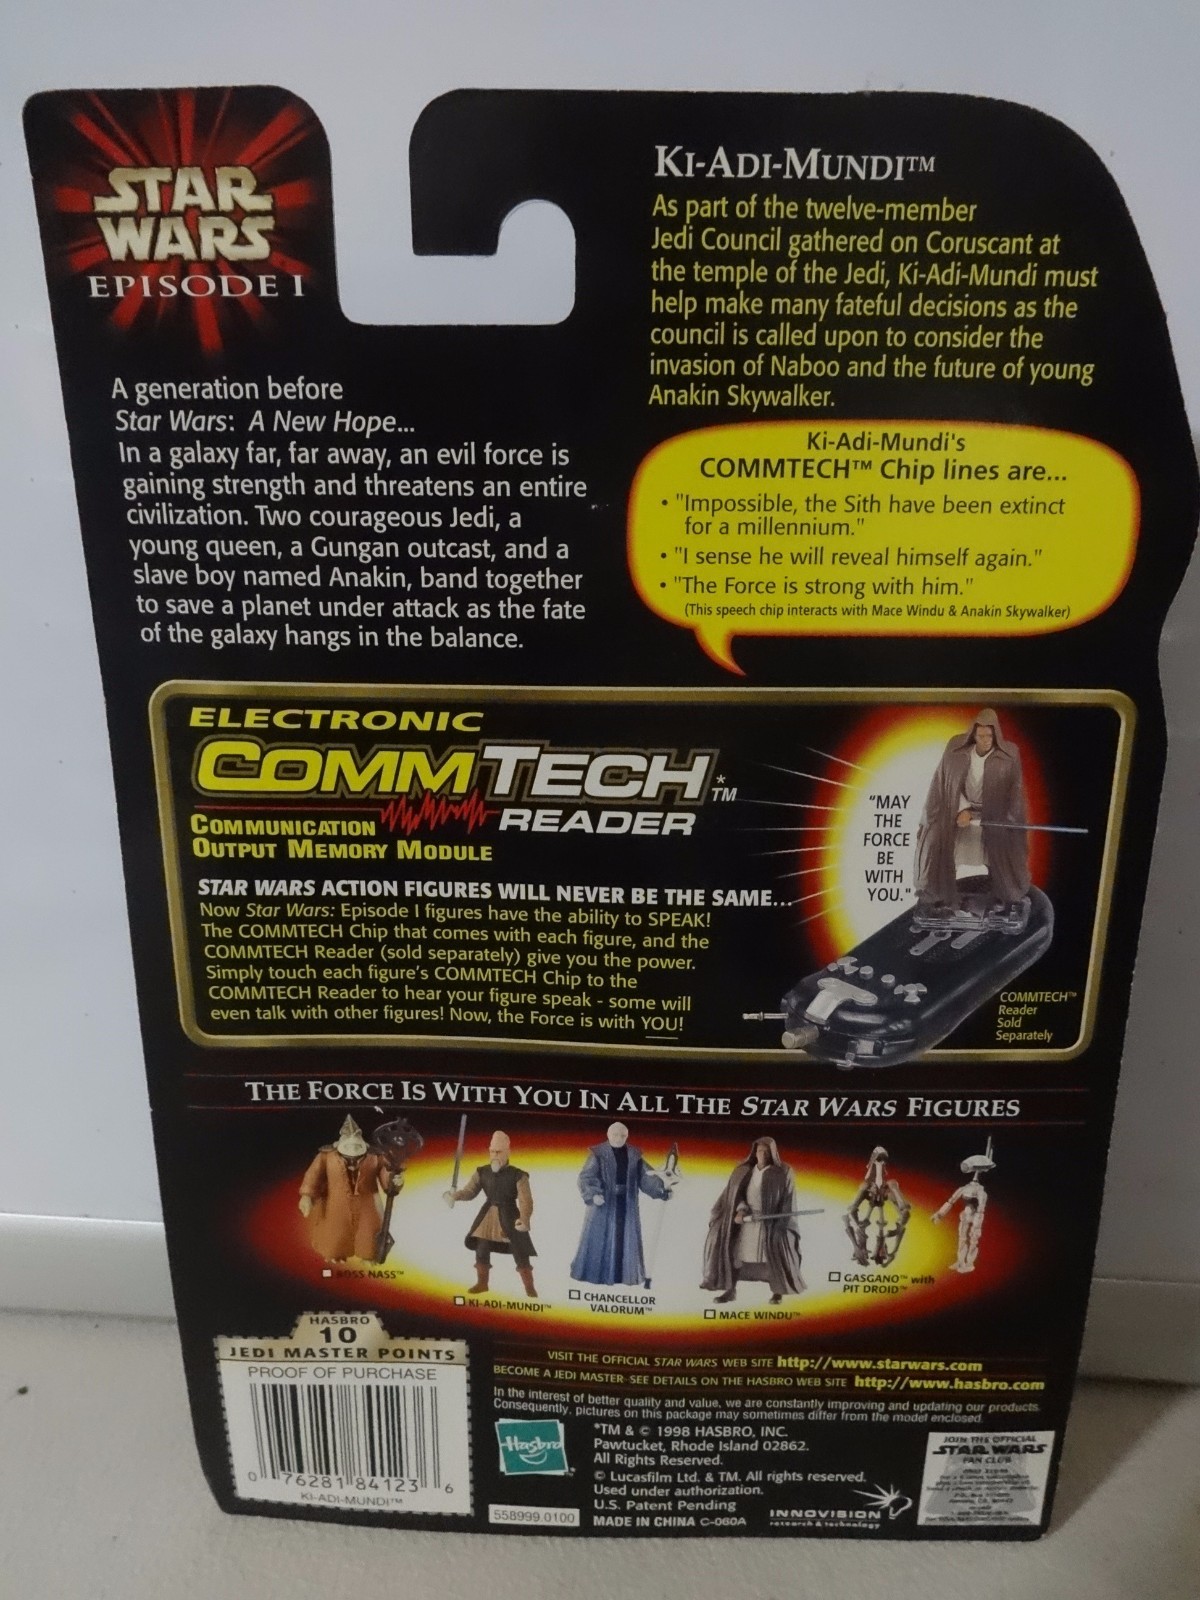 STAR
WARS
EPISODE I
KI-ADI-MUNDI™
As part of the twelve-member
Jedi Council gathered on Coruscant at
the temple of the Jedi, Ki-Adi-Mundi must
help make many fateful decisions as the
council is called upon to consider the
invasion of Naboo and the future of young
Anakin Skywalker.
A generation before
Star Wars: A New Hope...
In a galaxy far, far away, an evil force is
gaining strength and threatens an entire
civilization. Two courageous Jedi, a
young queen, a Gungan outcast, and a
slave boy named Anakin, band together
to save a planet under attack as the fate
of the galaxy hangs in the balance.
Ki-Adi-Mundi's
COMMTECH™ Chip lines are...
• "Impossible, the Sith have been extinct
for a millennium."
• "I sense he will reveal himself again."
• "The Force is strong with him."
(This speech chip interacts with Mace Windu & Anakin Skywalker)
ELECTRONIC
COMMTECH*™
READER
COMMUNICATION
OUTPUT MEMORY MODULE
STAR WARS ACTION FIGURES WILL NEVER BE THE SAME...
Now Star Wars: Episode I figures have the ability to SPEAK!
The COMMTECH Chip that comes with each figure, and the
COMMTECH Reader (sold separately) give you the power.
Simply touch each figure's COMMTECH Chip to the
COMMTECH Reader to hear your figure speak - some will
even talk with other figures! Now, the Force is with YOU!
"MAY
THE
FORCE
BE
WITH
YOU."
COMMTECH™
Reader
Sold
Separately
THE FORCE IS WITH YOU IN ALL THE STAR WARS FIGURES
BOSS NASS™
KI-ADI-MUNDI™
CHANCELLOR
VALORUM™
MACE WINDU™
GASGANO™ with
PIT DROID™
HASBRO
10
JEDI MASTER POINTS
PROOF OF PURCHASE
0 76281 84123 6
KI-ADI-MUNDI™
VISIT THE OFFICIAL STAR WARS WEB SITE http://www.starwars.com
BECOME A JEDI MASTER-SEE DETAILS ON THE HASBRO WEB SITE http://www.hasbro.com
In the interest of better quality and value, we are constantly improving and updating our products.
Consequently, pictures on this package may sometimes differ from the model enclosed.
Hasbro
*TM & © 1998 HASBRO, INC.
Pawtucket, Rhode Island 02862.
All Rights Reserved.
© Lucasfilm Ltd. & TM. All rights reserved.
Used under authorization.
U.S. Patent Pending
MADE IN CHINA C-060A
558999.0100
INNOVISION
research & technology
JOIN THE OFFICIAL
STAR WARS
FAN CLUB